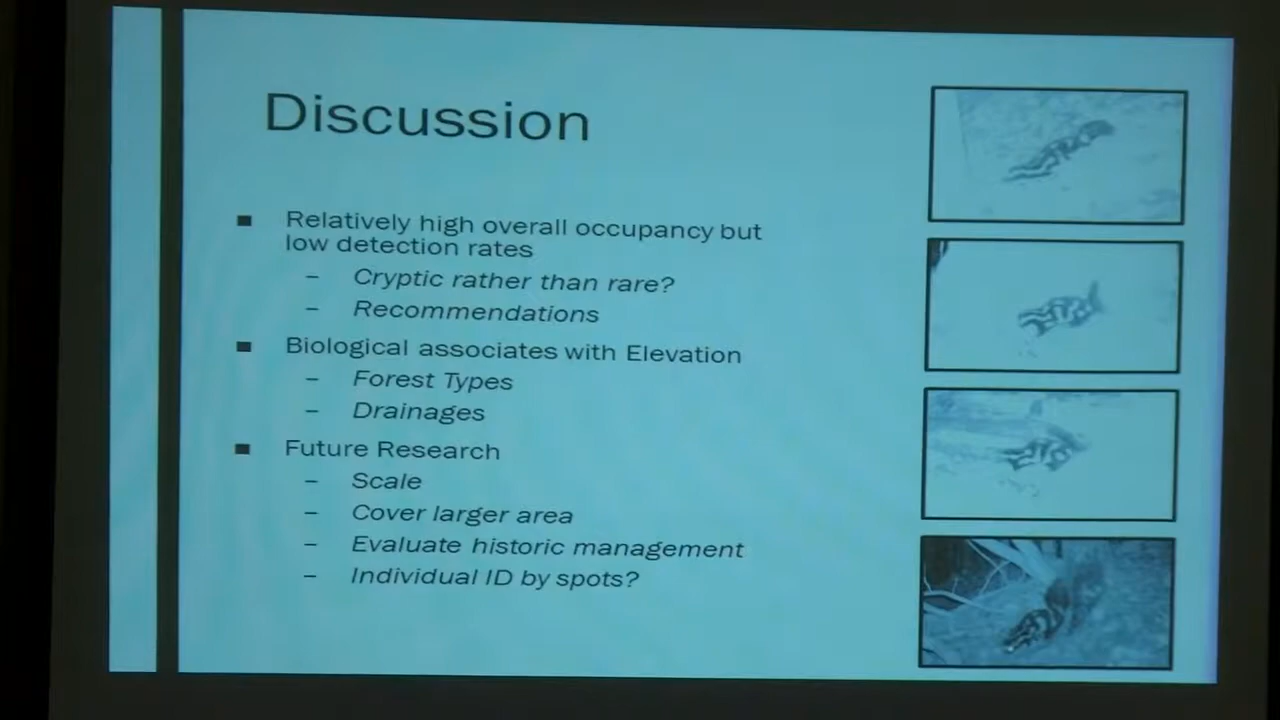 Discussion
■ Relatively high overall occupancy but
low detection rates
– Cryptic rather than rare?
– Recommendations
■ Biological associates with Elevation
– Forest Types
– Drainages
■ Future Research
– Scale
– Cover larger area
– Evaluate historic management
– Individual ID by spots?